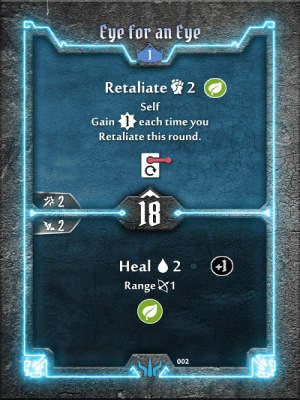 Eye for an Eye
1
Retaliate 2
Self
Gain 1 each time you
Retaliate this round.
2
18
2
Heal 2 +1
Range 1
002